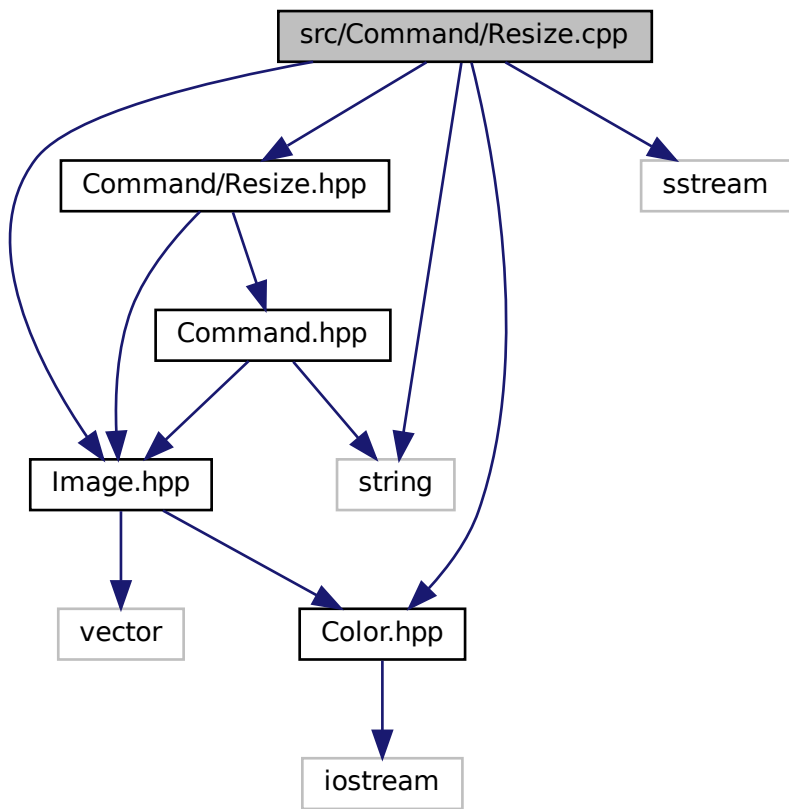 src/Command/Resize.cpp
Command/Resize.hpp
sstream
Command.hpp
Image.hpp
string
vector
Color.hpp
iostream